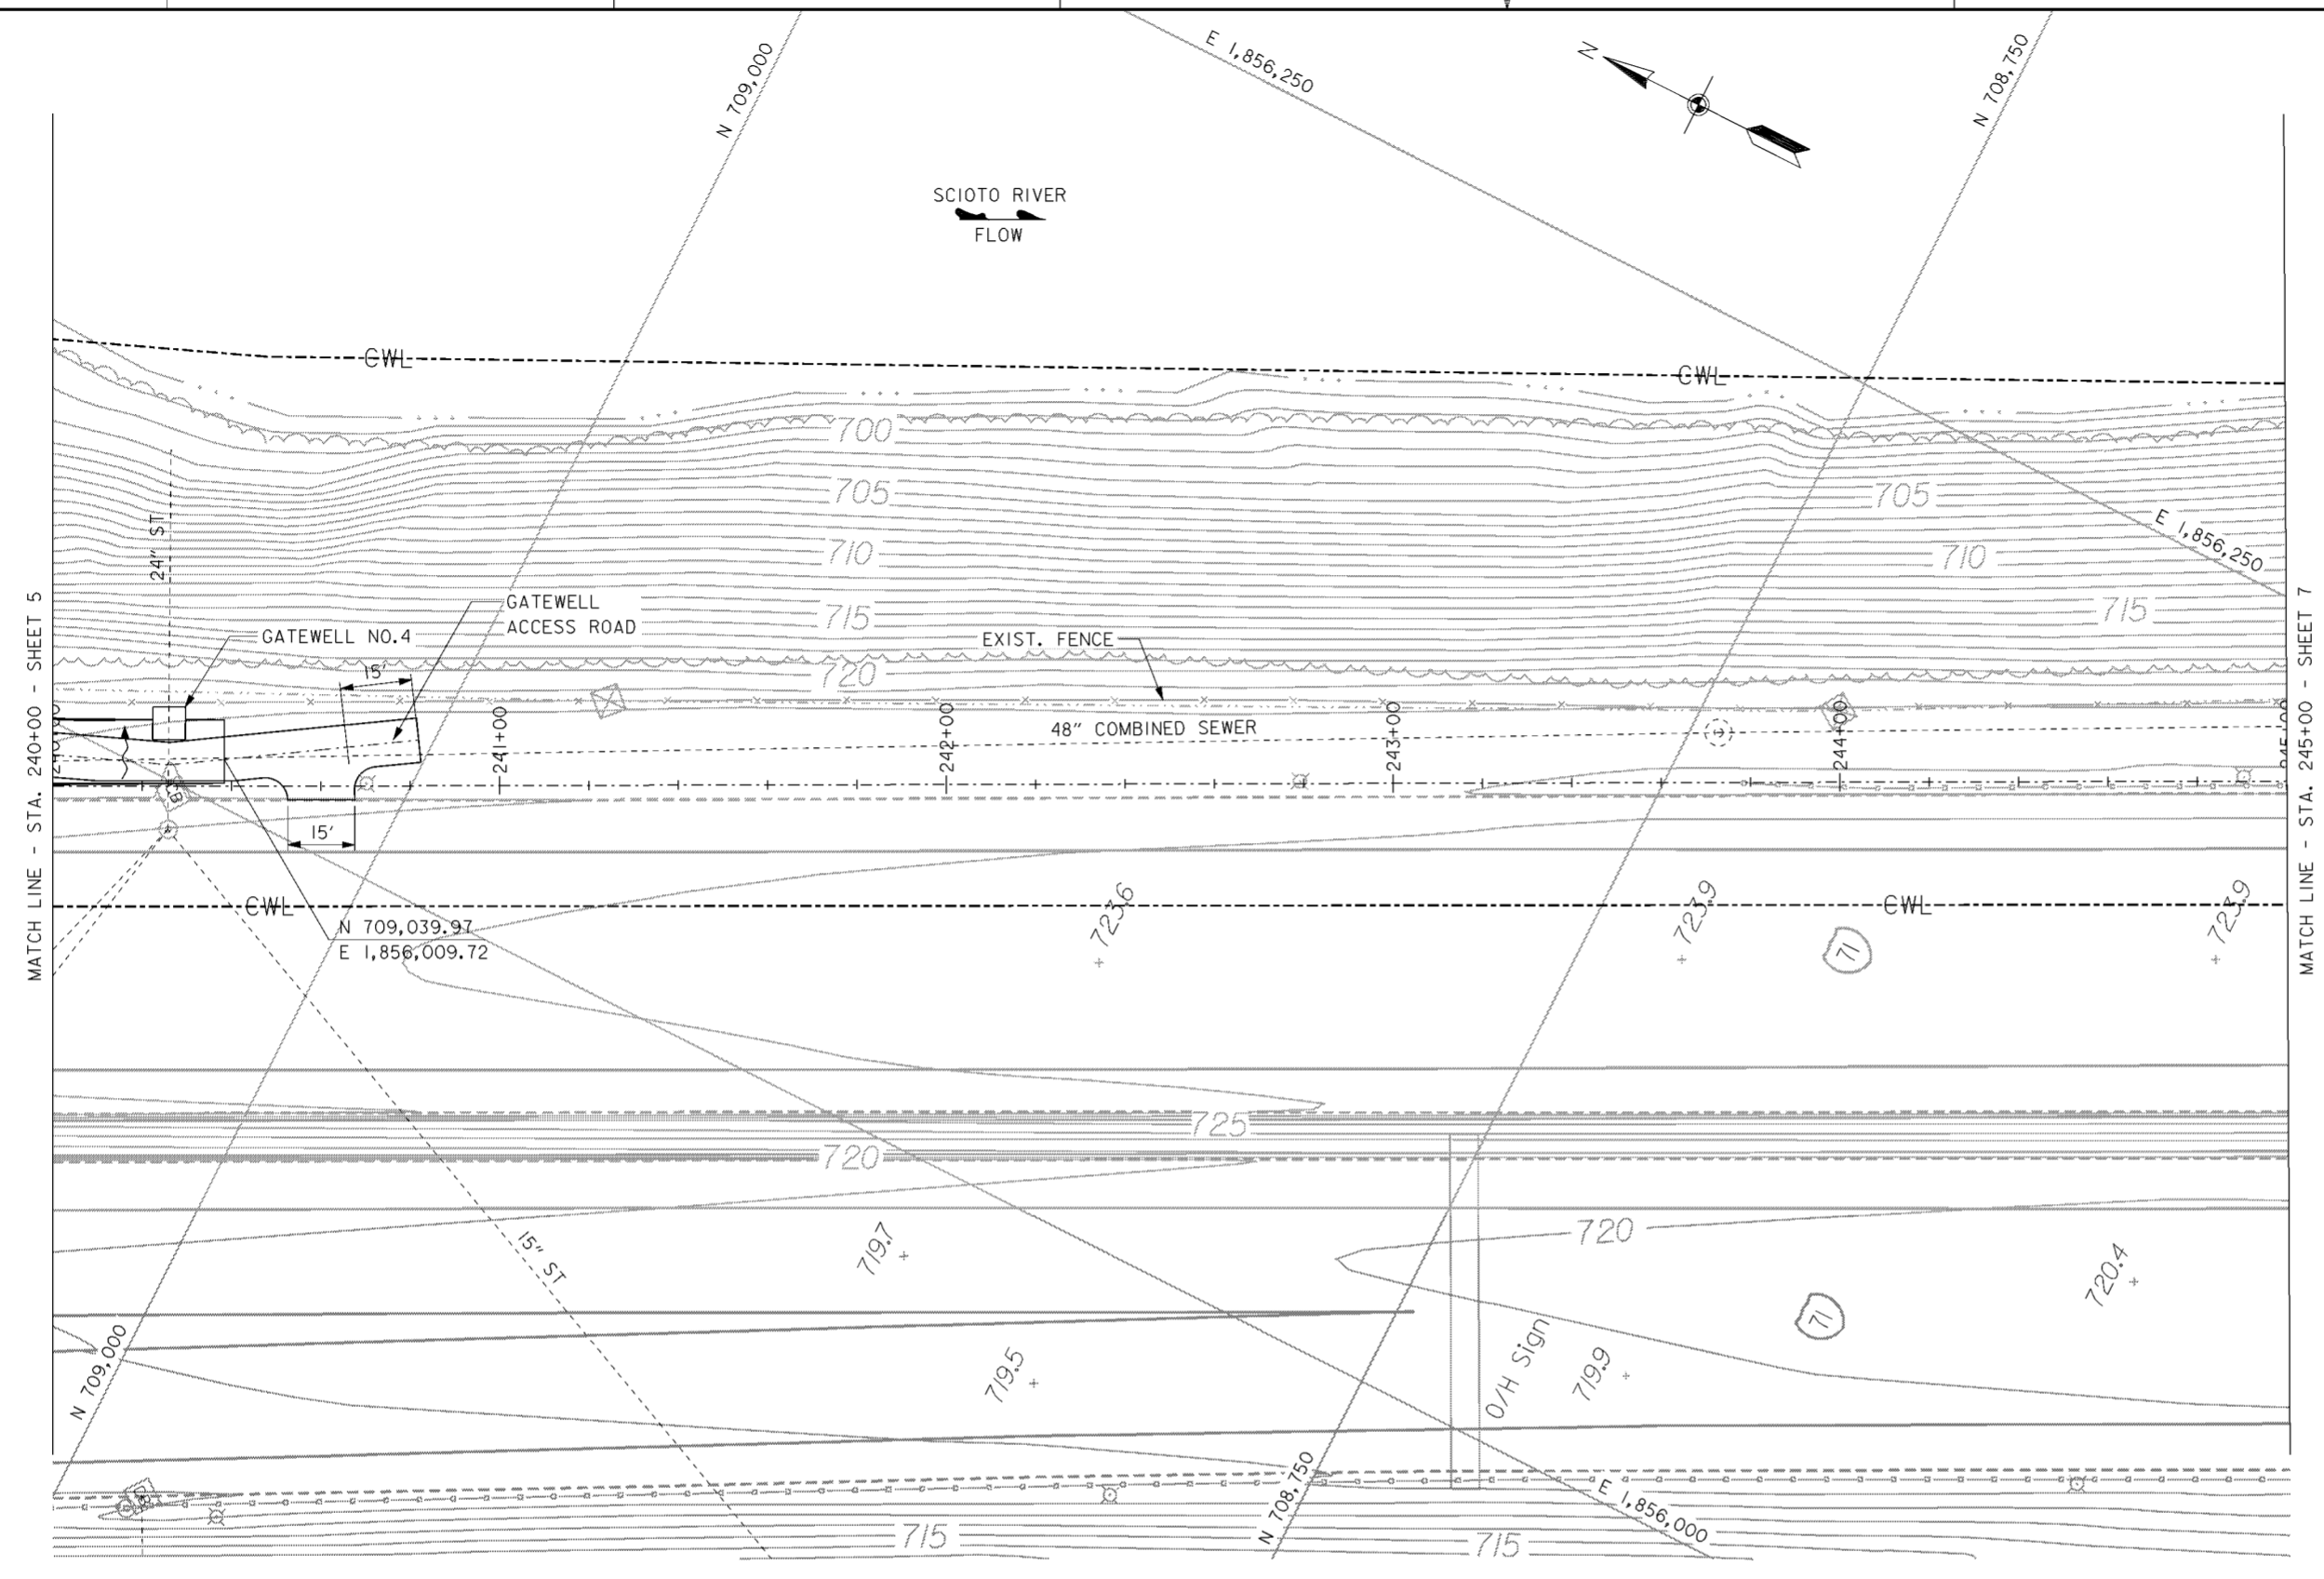 N 709,000
E 1,856,250
N
N 708,750
SCIOTO RIVER
FLOW
CWL
CWL
700
705
705
24" ST
710
710
E 1,856,250
GATEWELL
ACCESS ROAD
715
715
GATEWELL NO.4
EXIST. FENCE
15'
720
MATCH LINE - STA. 240+00 - SHEET 5
MATCH LINE - STA. 245+00 - SHEET 7
241+00
242+00
48" COMBINED SEWER
243+00
244+00
CB
15'
CWL
723.6
723.9
CWL
723.9
N 709,039.97
E 1,856,009.72
71
725
720
15" ST
719.7
720
720.4
71
N 709,000
719.5
O/H Sign
719.9
N 708,750
E 1,856,000
715
715